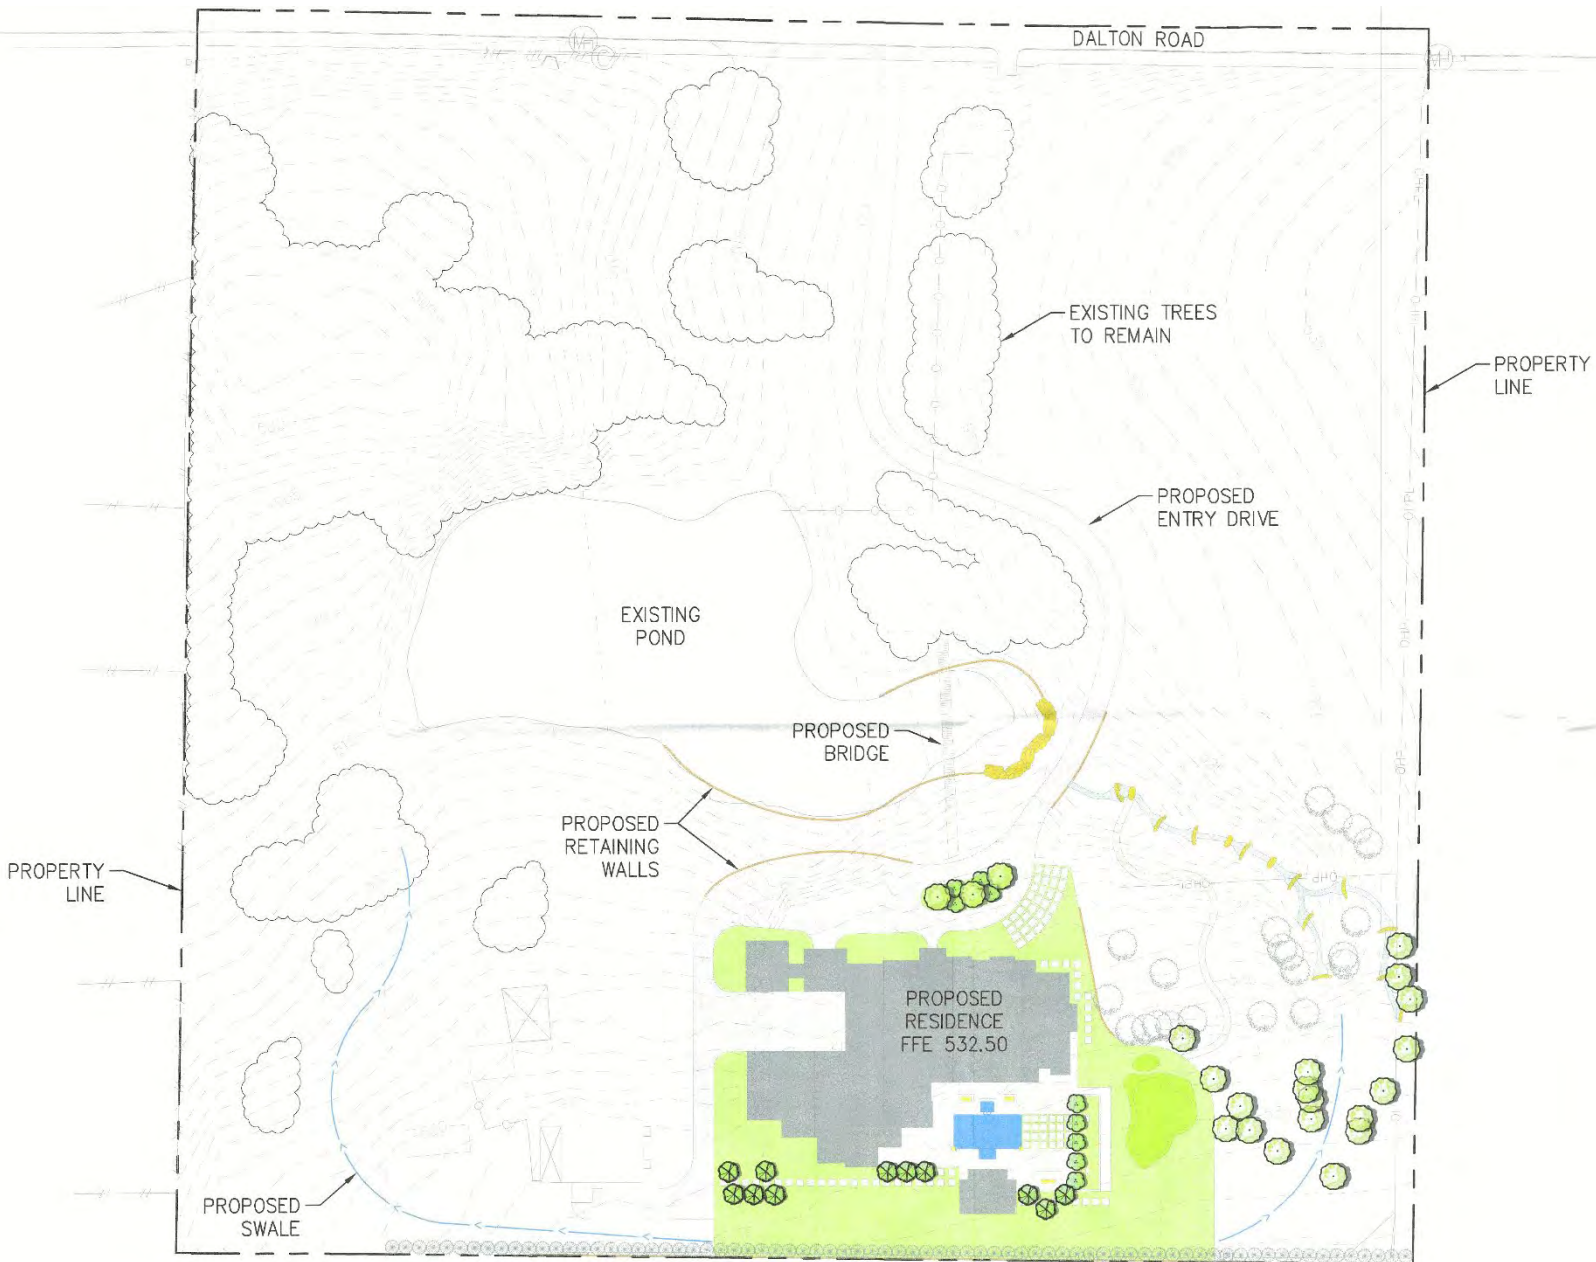 DALTON ROAD
EXISTING TREES
TO REMAIN
PROPERTY
LINE
PROPOSED
ENTRY DRIVE
EXISTING
POND
PROPOSED
BRIDGE
PROPOSED
RETAINING
WALLS
PROPERTY
LINE
PROPOSED
RESIDENCE
FFE 532.50
PROPOSED
SWALE